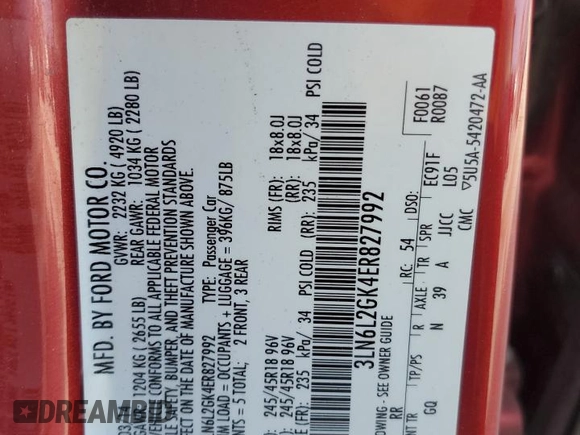 MFD. BY FORD MOTOR CO.
GVWR: 2232 KG ( 4920 LB)
1204 KG ( 2655 LB) REAR GAWR: 1034 KG ( 2280 LB)
CONFORMS TO ALL APPLICABLE FEDERAL MOTOR
SAFETY, BUMPER, AND THEFT PREVENTION STANDARDS
ON THE DATE OF MANUFACTURE SHOWN ABOVE.
LN6L2GK4ER827992 TYPE: Passenger Car
LOAD = OCCUPANTS + LUGGAGE = 396KG/ 875LB
= 5 TOTAL: 2 FRONT, 3 REAR
245/45R18 96V RIMS (FR): 18x8.0J
245/45R18 96V (RR): 18x8.0J
(FR): 235 kPa/ 34 PSI COLD (RR): 235 kPa/ 34 PSI COLD
SEE OWNER GUIDE
3LN6L2GK4ER827992
RR RC: 54 DSO: F0061
R0087
TP/PS R AXLE TR SPR EC91F
GQ N 39 A JJCC L05
CMC ▽5U5A-5420472-AA
DREAMBID